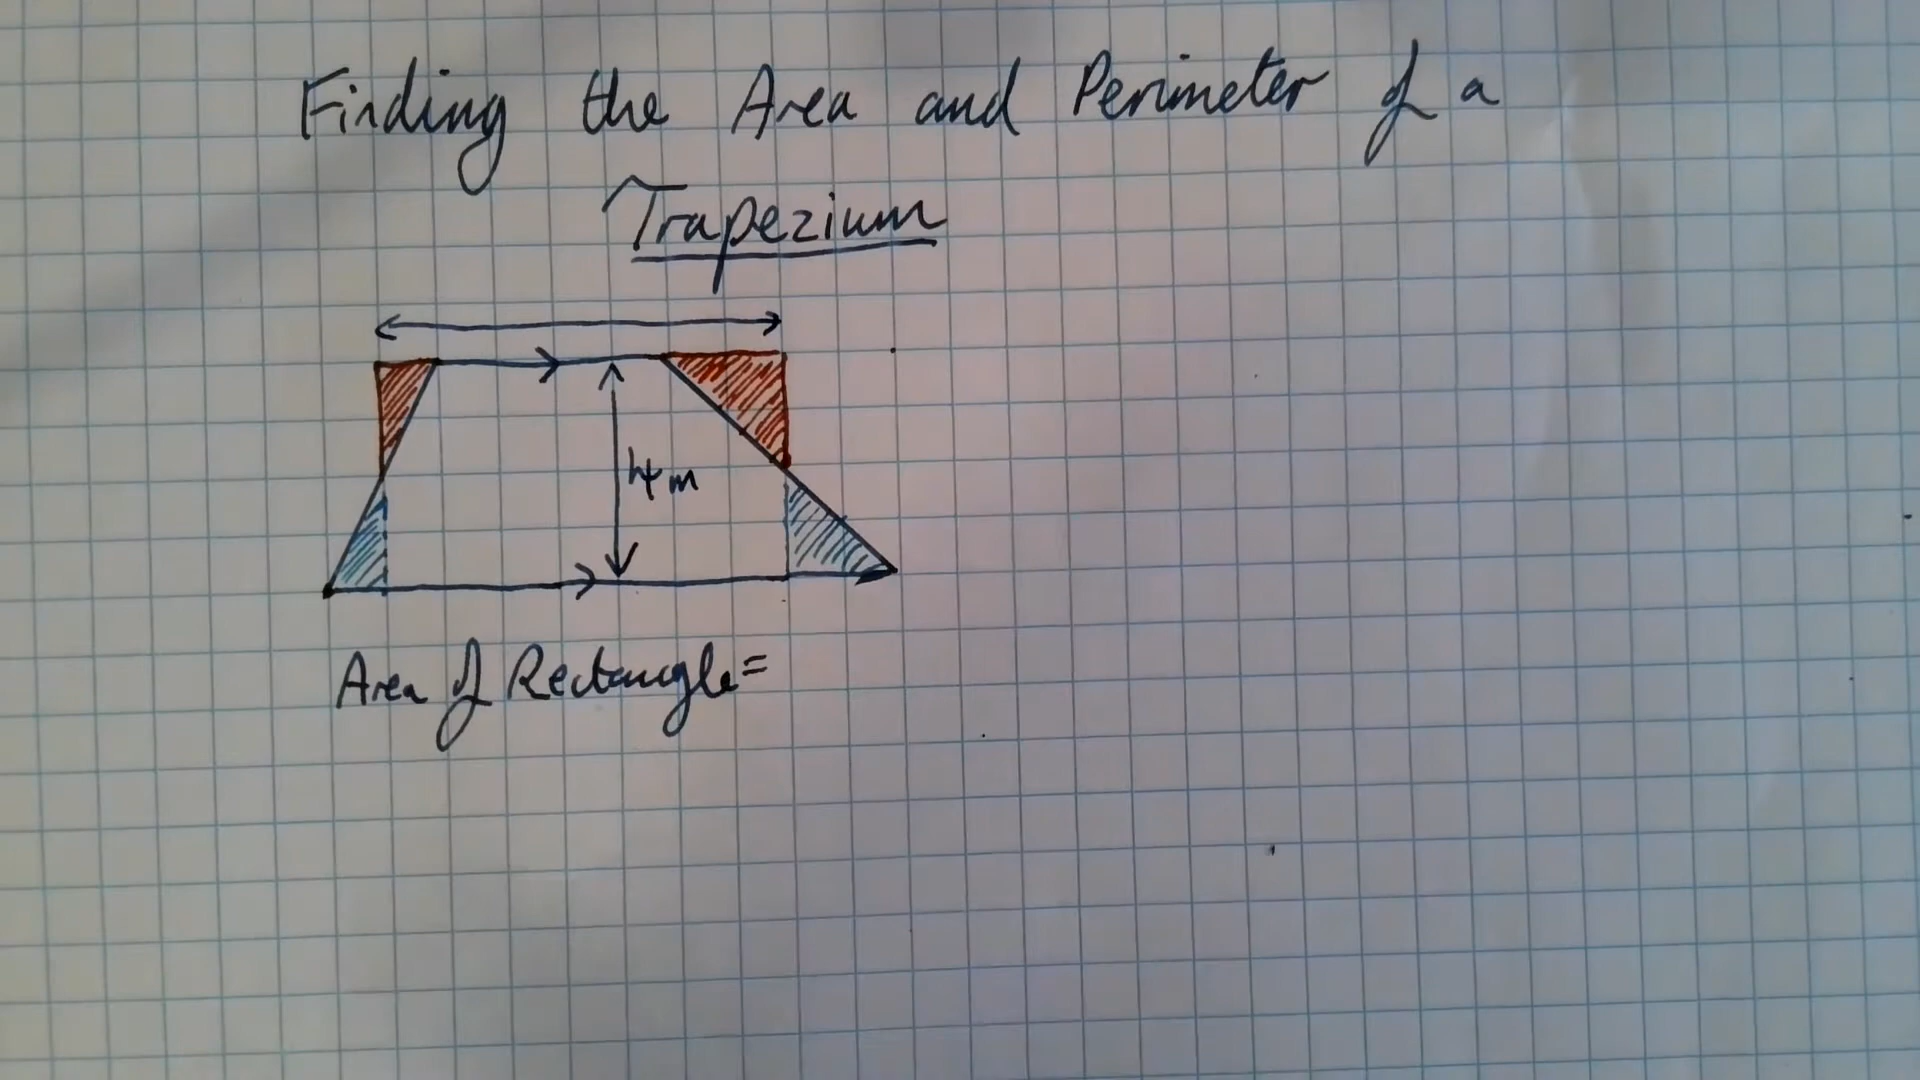 Finding the Area and Perimeter of a
Trapezium
4m
Area of Rectangle=